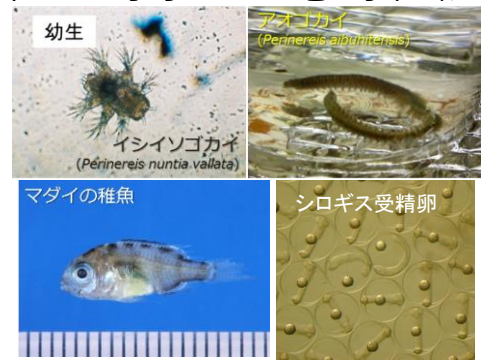 幼生
イシイソゴカイ
(Perinereis nuntia vallata)
アオゴカイ
(Perinereis aibuhitensis)
マダイの稚魚
シロギス受精卵